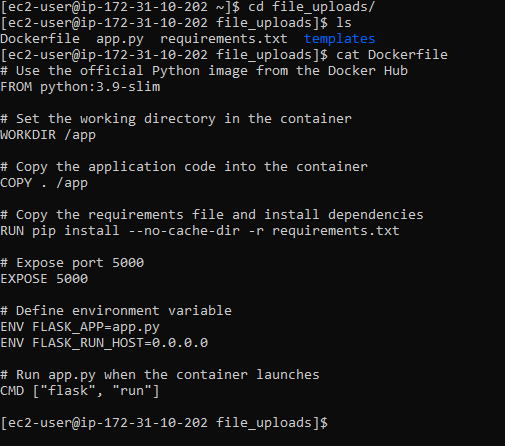 [ec2-user@ip-172-31-10-202 ~]$ cd file_uploads/
[ec2-user@ip-172-31-10-202 file_uploads]$ ls
Dockerfile  app.py  requirements.txt  templates
[ec2-user@ip-172-31-10-202 file_uploads]$ cat Dockerfile
# Use the official Python image from the Docker Hub
FROM python:3.9-slim

# Set the working directory in the container
WORKDIR /app

# Copy the application code into the container
COPY . /app

# Copy the requirements file and install dependencies
RUN pip install --no-cache-dir -r requirements.txt

# Expose port 5000
EXPOSE 5000

# Define environment variable
ENV FLASK_APP=app.py
ENV FLASK_RUN_HOST=0.0.0.0

# Run app.py when the container launches
CMD ["flask", "run"]

[ec2-user@ip-172-31-10-202 file_uploads]$